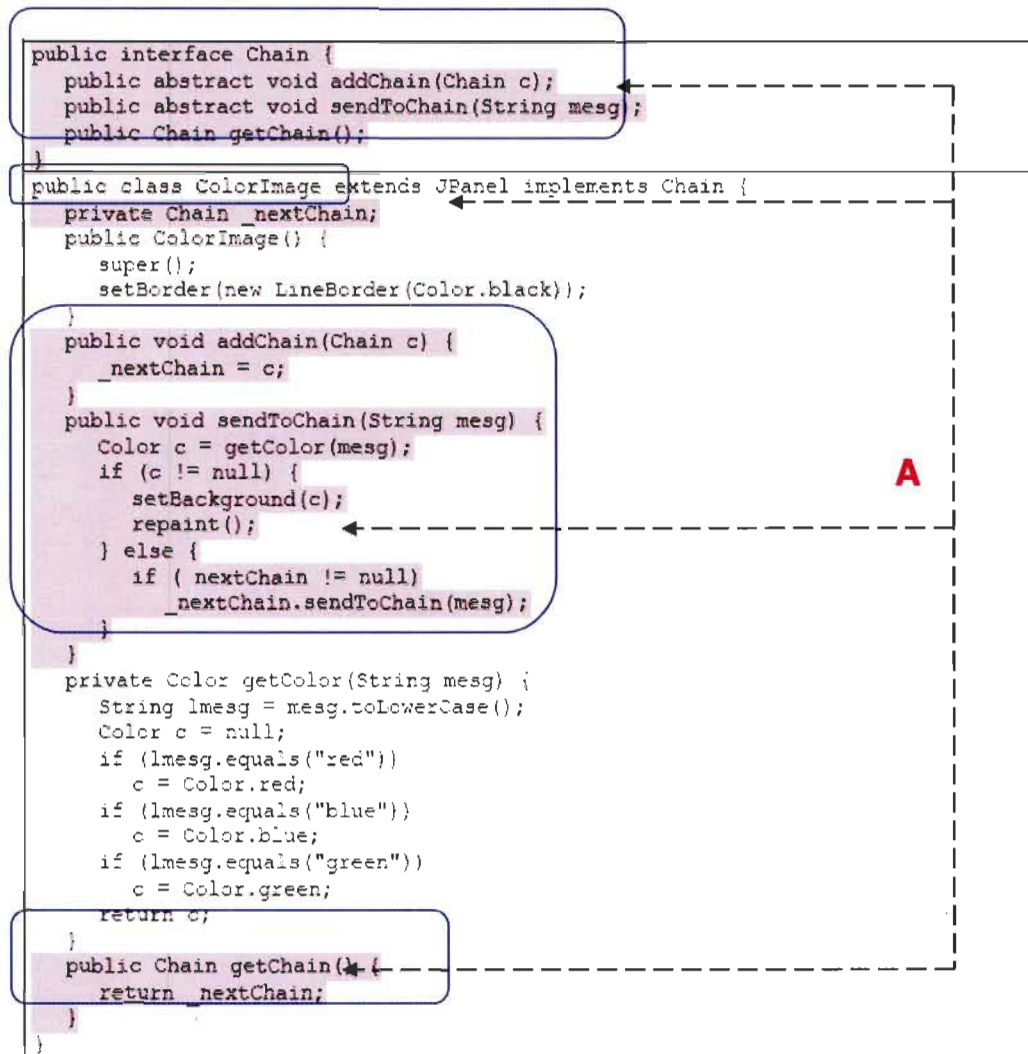 public interface Chain {
public abstract void addChain(Chain c);
public abstract void sendToChain(String mesg);
public Chain getChain();
}
public class ColorImage extends JPanel implements Chain {
private Chain _nextChain;
public ColorImage() {
super();
setBorder(new LineBorder(Color.black));
}
public void addChain(Chain c) {
_nextChain = c;
}
public void sendToChain(String mesg) {
Color c = getColor(mesg);
if (c != null) {
setBackground(c);
repaint();
A
} else {
if ( nextChain != null)
_nextChain.sendToChain(mesg);
}
}
private Color getColor(String mesg) {
String lmesg = mesg.toLowerCase();
Color c = null;
if (lmesg.equals("red"))
c = Color.red;
if (lmesg.equals("blue"))
c = Color.blue;
if (lmesg.equals("green"))
c = Color.green;
return c;
}
public Chain getChain() {
return _nextChain;
}
}